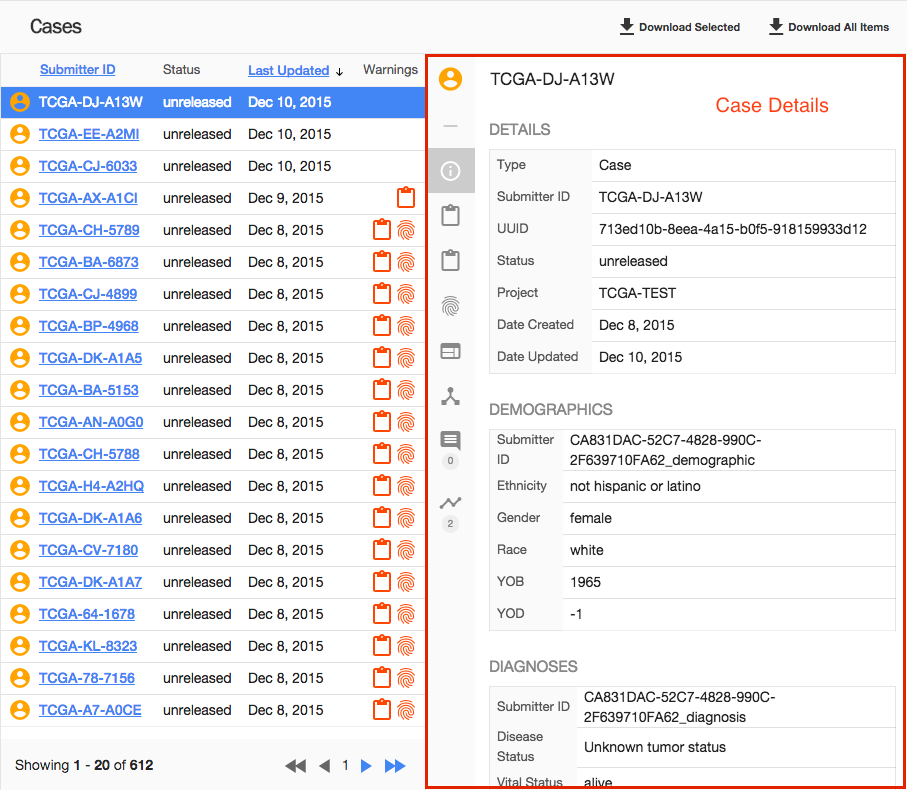 Cases
Download Selected
Download All Items
Submitter ID Status Last Updated Warnings
TCGA-DJ-A13W unreleased Dec 10, 2015
TCGA-EE-A2MI unreleased Dec 10, 2015
TCGA-CJ-6033 unreleased Dec 10, 2015
TCGA-AX-A1CI unreleased Dec 9, 2015
TCGA-CH-5789 unreleased Dec 8, 2015
TCGA-BA-6873 unreleased Dec 8, 2015
TCGA-CJ-4899 unreleased Dec 8, 2015
TCGA-BP-4968 unreleased Dec 8, 2015
TCGA-DK-A1A5 unreleased Dec 8, 2015
TCGA-BA-5153 unreleased Dec 8, 2015
TCGA-AN-A0G0 unreleased Dec 8, 2015
TCGA-CH-5788 unreleased Dec 8, 2015
TCGA-H4-A2HQ unreleased Dec 8, 2015
TCGA-DK-A1A6 unreleased Dec 8, 2015
TCGA-CV-7180 unreleased Dec 8, 2015
TCGA-DK-A1A7 unreleased Dec 8, 2015
TCGA-64-1678 unreleased Dec 8, 2015
TCGA-KL-8323 unreleased Dec 8, 2015
TCGA-78-7156 unreleased Dec 8, 2015
TCGA-A7-A0CE unreleased Dec 8, 2015
Showing 1 - 20 of 612
1
0
2
TCGA-DJ-A13W
Case Details
DETAILS
Type Case
Submitter ID TCGA-DJ-A13W
UUID 713ed10b-8eea-4a15-b0f5-918159933d12
Status unreleased
Project TCGA-TEST
Date Created Dec 8, 2015
Date Updated Dec 10, 2015
DEMOGRAPHICS
Submitter ID CA831DAC-52C7-4828-990C-
2F639710FA62_demographic
Ethnicity not hispanic or latino
Gender female
Race white
YOB 1965
YOD -1
DIAGNOSES
Submitter ID CA831DAC-52C7-4828-990C-
2F639710FA62_diagnosis
Disease Status Unknown tumor status
Vital Status alive